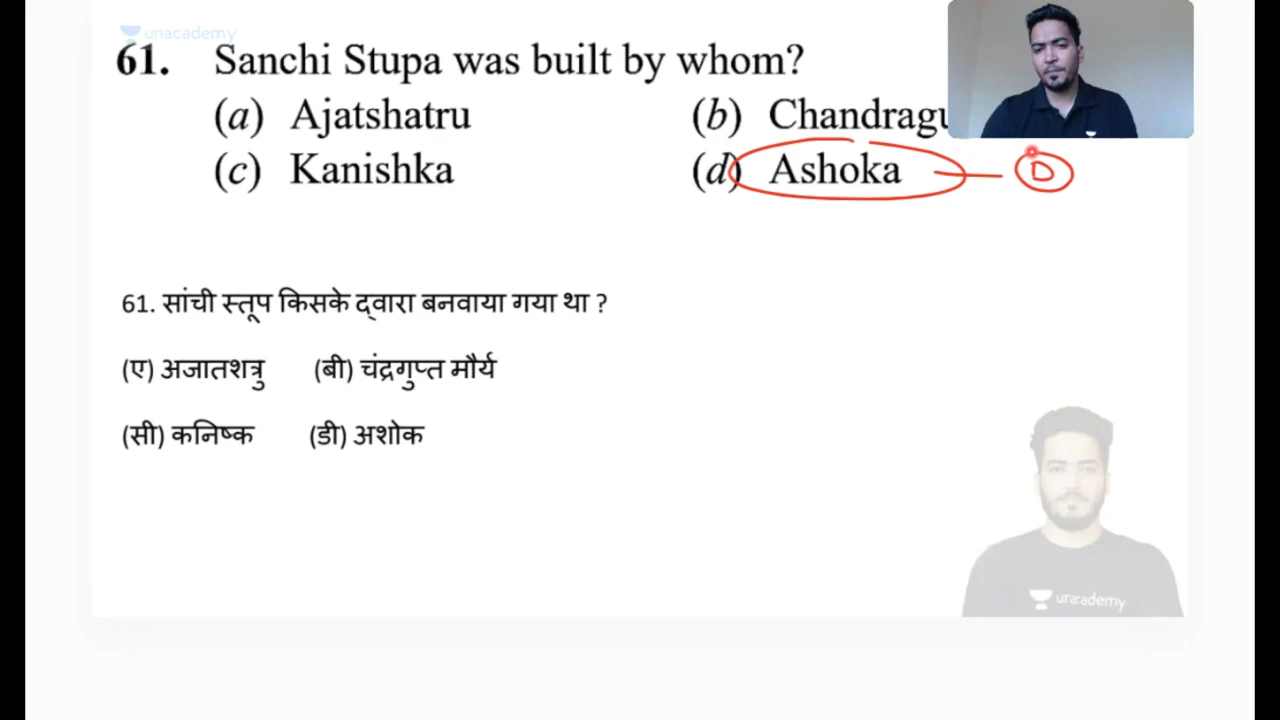 unacademy
61. Sanchi Stupa was built by whom?
(a) Ajatshatru (b)
(c) Kanishka (d) Ashoka D
61. सांची स्तूप किसके द्वारा बनवाया गया था ?
(ए) अजातशत्रु (बी) चंद्रगुप्त मौर्य
(सी) कनिष्क (डी) अशोक
unacademy